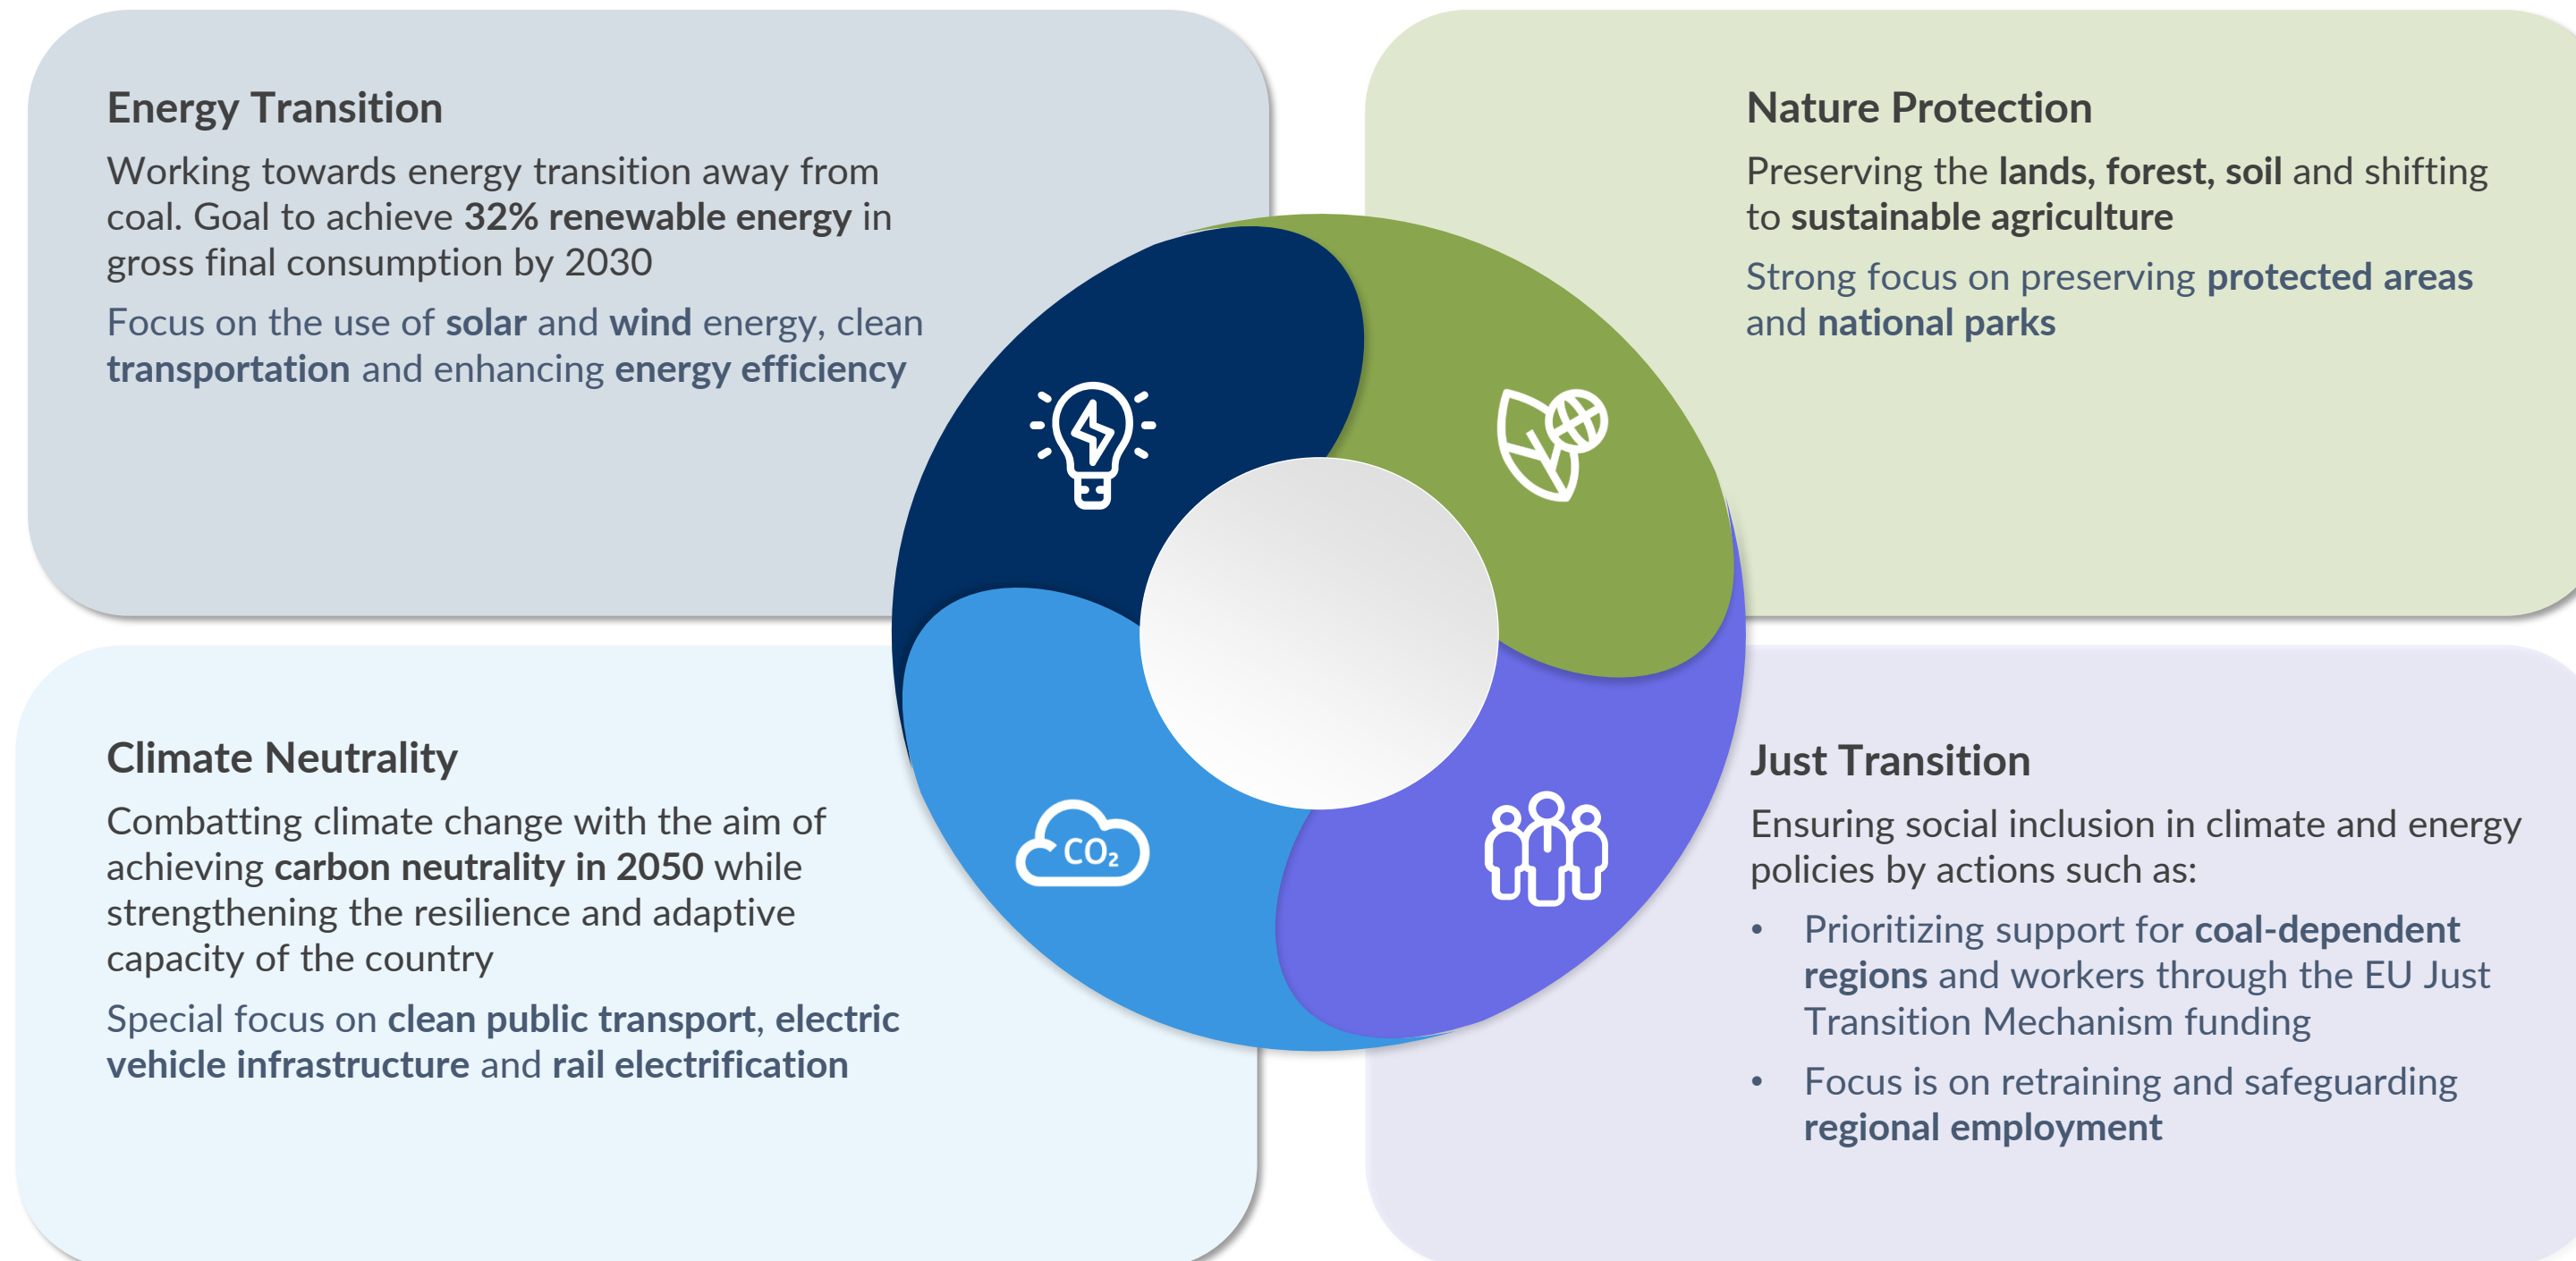 Energy Transition
Working towards energy transition away from
coal. Goal to achieve 32% renewable energy in
gross final consumption by 2030
Focus on the use of solar and wind energy, clean
transportation and enhancing energy efficiency
Nature Protection
Preserving the lands, forest, soil and shifting
to sustainable agriculture
Strong focus on preserving protected areas
and national parks
Climate Neutrality
Combatting climate change with the aim of
achieving carbon neutrality in 2050 while
strengthening the resilience and adaptive
capacity of the country
Special focus on clean public transport, electric
vehicle infrastructure and rail electrification
CO₂
Just Transition
Ensuring social inclusion in climate and energy
policies by actions such as:
• Prioritizing support for coal-dependent
regions and workers through the EU Just
Transition Mechanism funding
• Focus is on retraining and safeguarding
regional employment